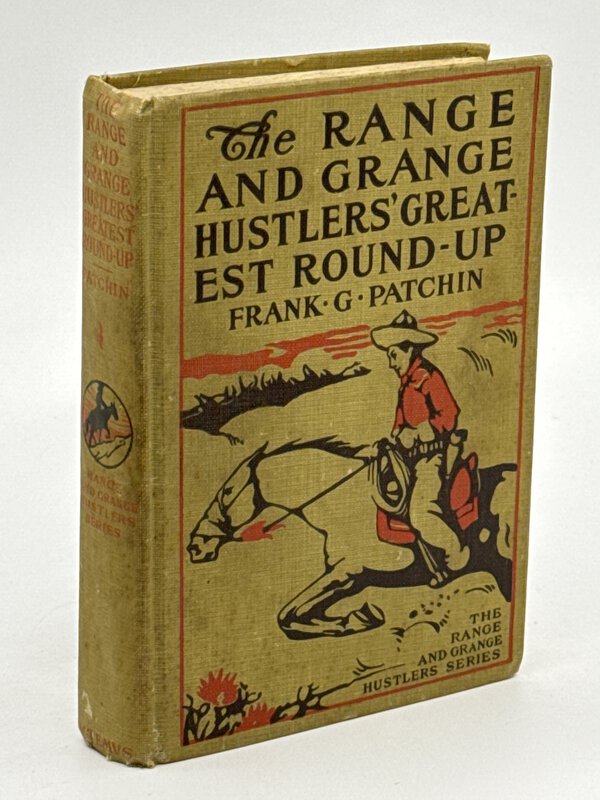 The RANGE
AND GRANGE
HUSTLERS' GREAT-
EST ROUND-UP
FRANK·G·PATCHIN
THE
RANGE
AND GRANGE
HUSTLERS SERIES
The
RANGE
AND
GRANGE
HUSTLERS'
GREATEST
ROUND-UP
PATCHIN
4
RANGE
AND GRANGE
HUSTLERS
SERIES